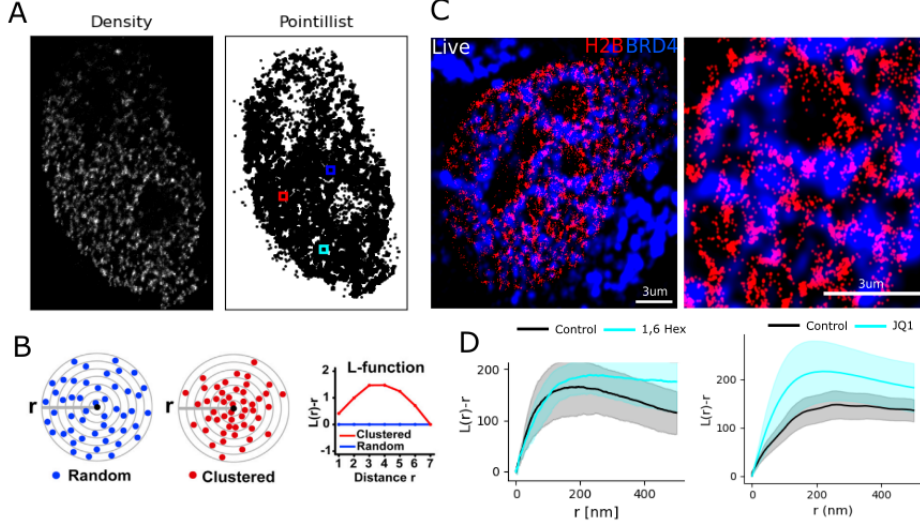 A
Density
Pointillist
B
r
r
Random
Clustered
L-function
L(r)-r
2
1
0
-1
Clustered
Random
1 2 3 4 5 6 7
Distance r
C
Live
H2BBRD4
3um
3um
D
Control
1,6 Hex
L(r)-r
200
100
0
0
200
400
r [nm]
Control
JQ1
L(r)-r
200
100
0
0
200
400
r (nm)